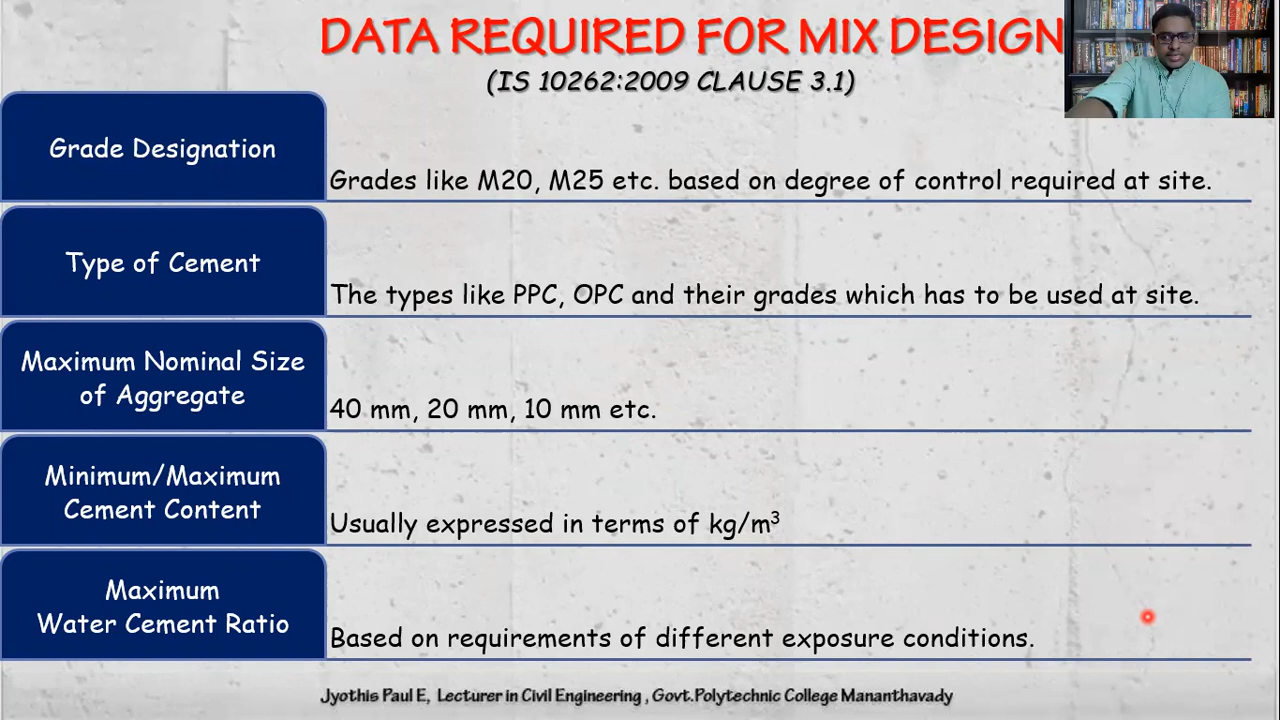 DATA REQUIRED FOR MIX DESIGN
(IS 10262:2009 CLAUSE 3.1)
Grade Designation
Grades like M20, M25 etc. based on degree of control required at site.
Type of Cement
The types like PPC, OPC and their grades which has to be used at site.
Maximum Nominal Size
of Aggregate
40 mm, 20 mm, 10 mm etc.
Minimum/Maximum
Cement Content
Usually expressed in terms of kg/m³
Maximum
Water Cement Ratio
Based on requirements of different exposure conditions.
Jyothis Paul E, Lecturer in Civil Engineering , Govt.Polytechnic College Mananthavady